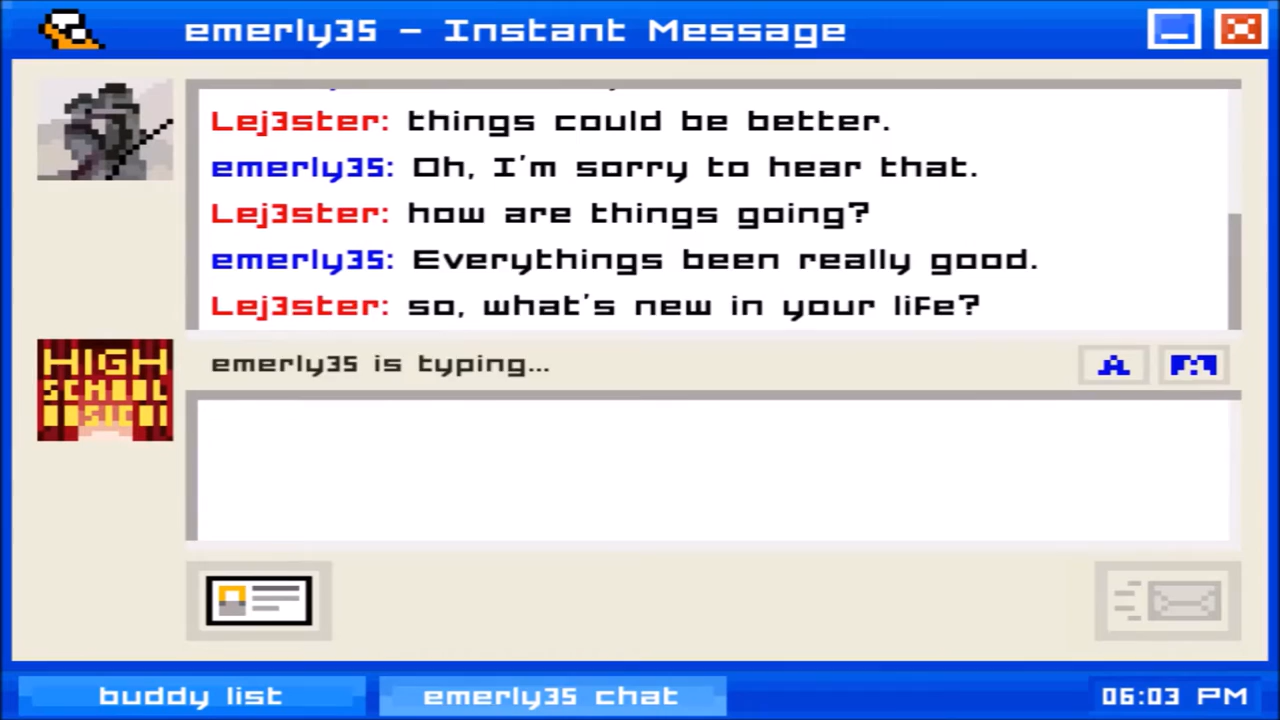 emerly35 - Instant Message
Lej3ster: things could be better.
emerly35: Oh, I'm sorry to hear that.
Lej3ster: how are things going?
emerly35: Everythings been really good.
Lej3ster: so, what's new in your life?
HIGH
SCHOOL
emerly35 is typing...
A
buddy list
emerly35 chat
06:03 PM